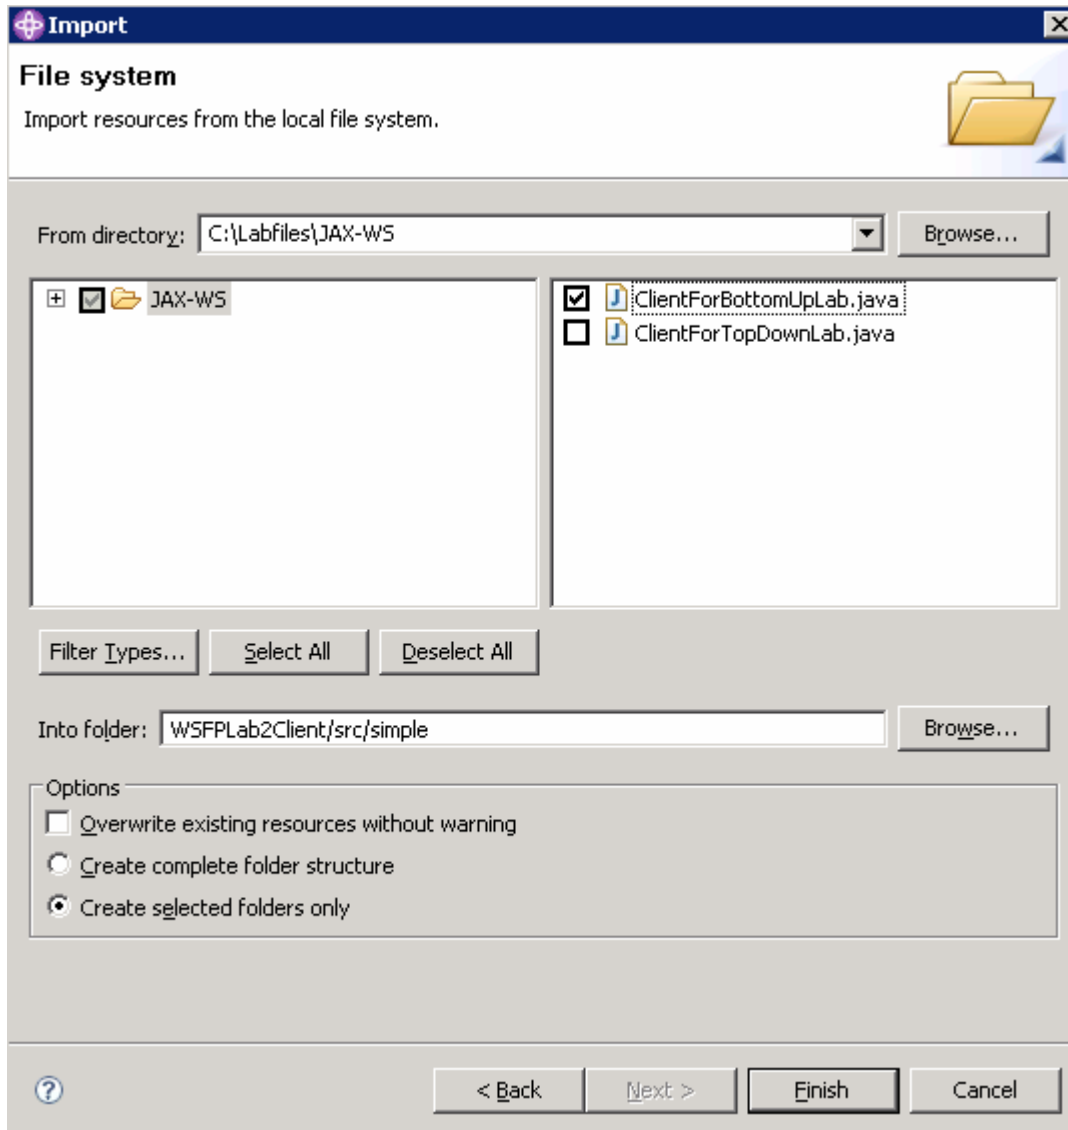 Import
File system
Import resources from the local file system.
From directory: C:\Labfiles\JAX-WS Browse...
JAX-WS
ClientForBottomUpLab.java
ClientForTopDownLab.java
Filter Types... Select All Deselect All
Into folder: WSFPLab2Client/src/simple Browse...
Options
Overwrite existing resources without warning
Create complete folder structure
Create selected folders only
< Back Next > Finish Cancel